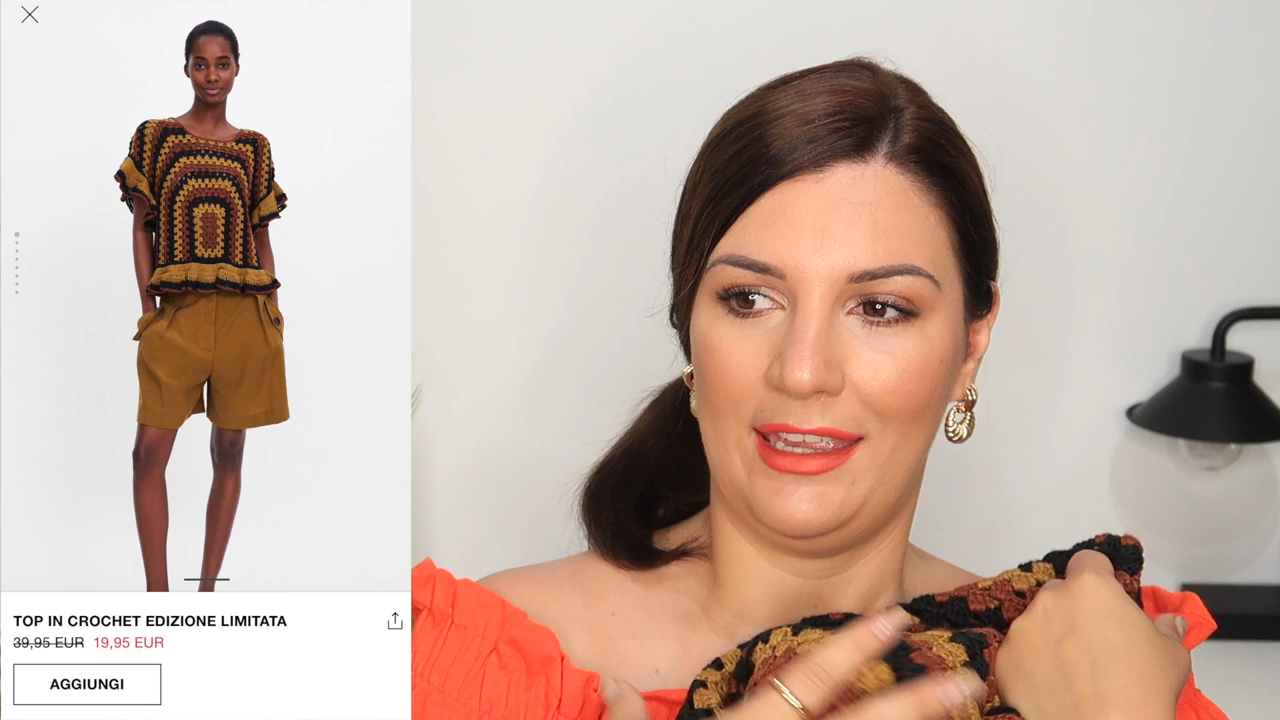 TOP IN CROCHET EDIZIONE LIMITATA
39,95 EUR 19,95 EUR
AGGIUNGI